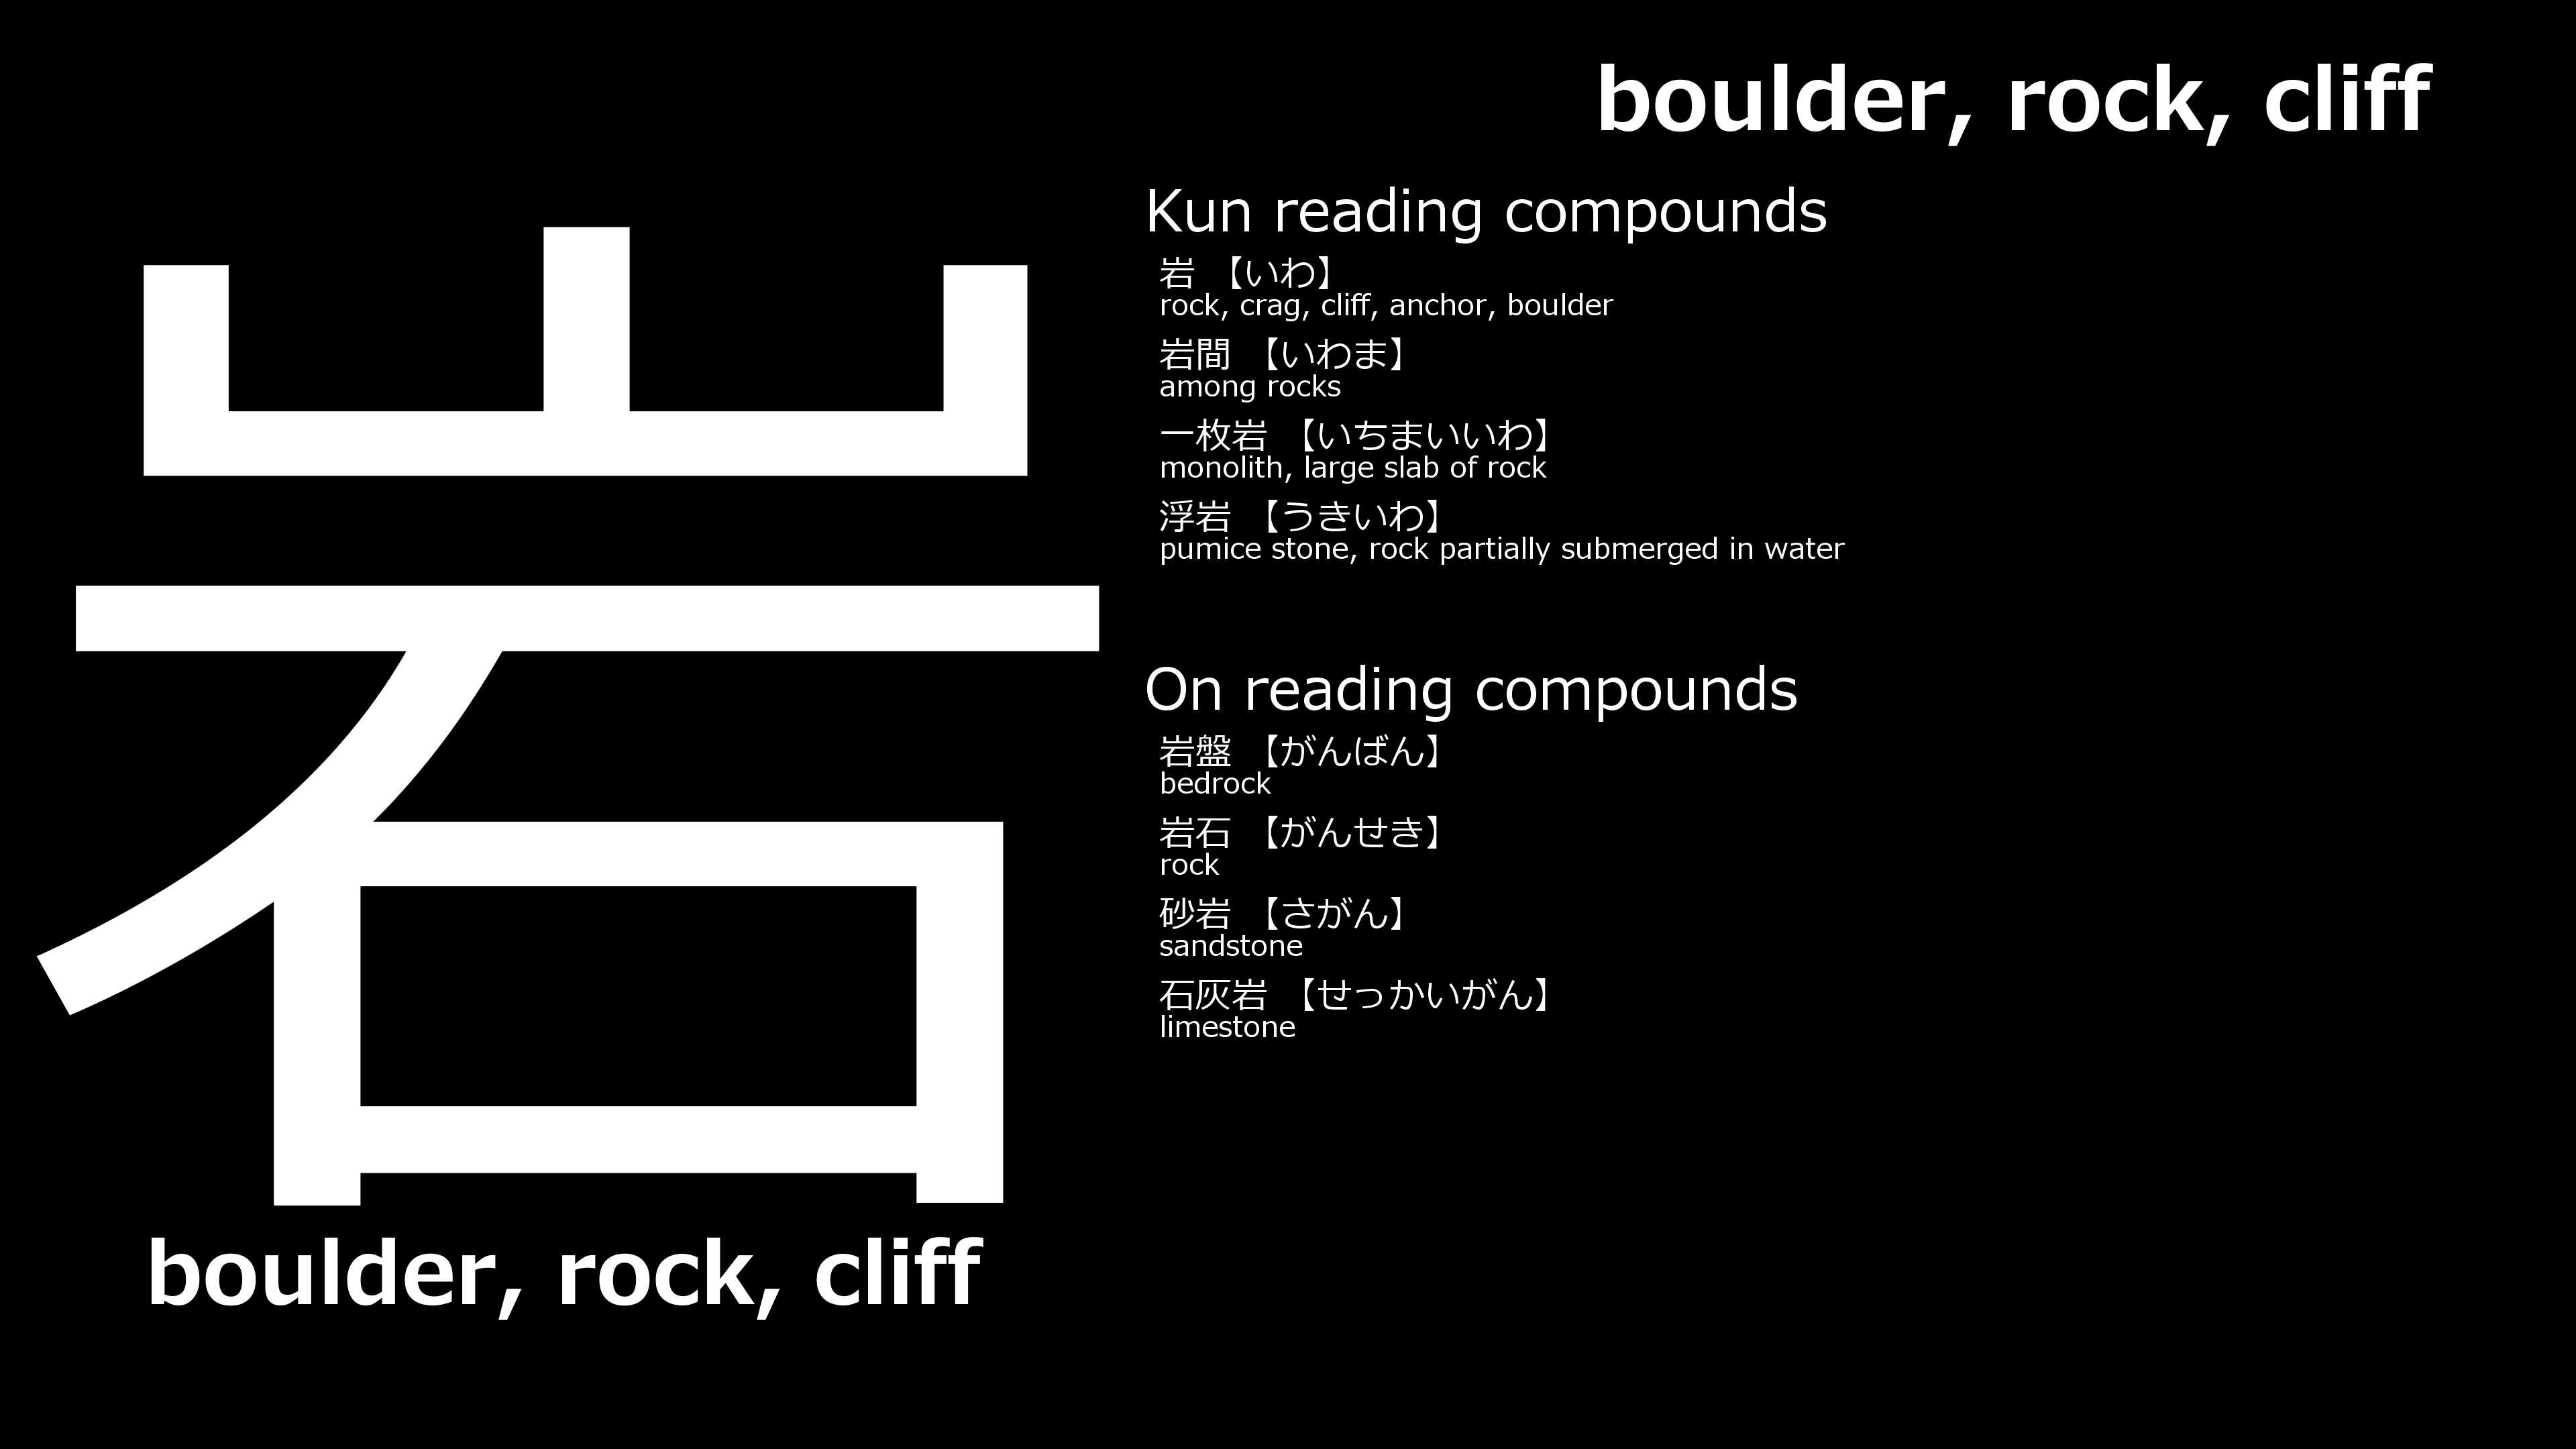 boulder, rock, cliff
岩
boulder, rock, cliff
Kun reading compounds
岩 【いわ】
rock, crag, cliff, anchor, boulder
岩間 【いわま】
among rocks
一枚岩 【いちまいいわ】
monolith, large slab of rock
浮岩 【うきいわ】
pumice stone, rock partially submerged in water
On reading compounds
岩盤 【がんばん】
bedrock
岩石 【がんせき】
rock
砂岩 【さがん】
sandstone
石灰岩 【せっかいがん】
limestone